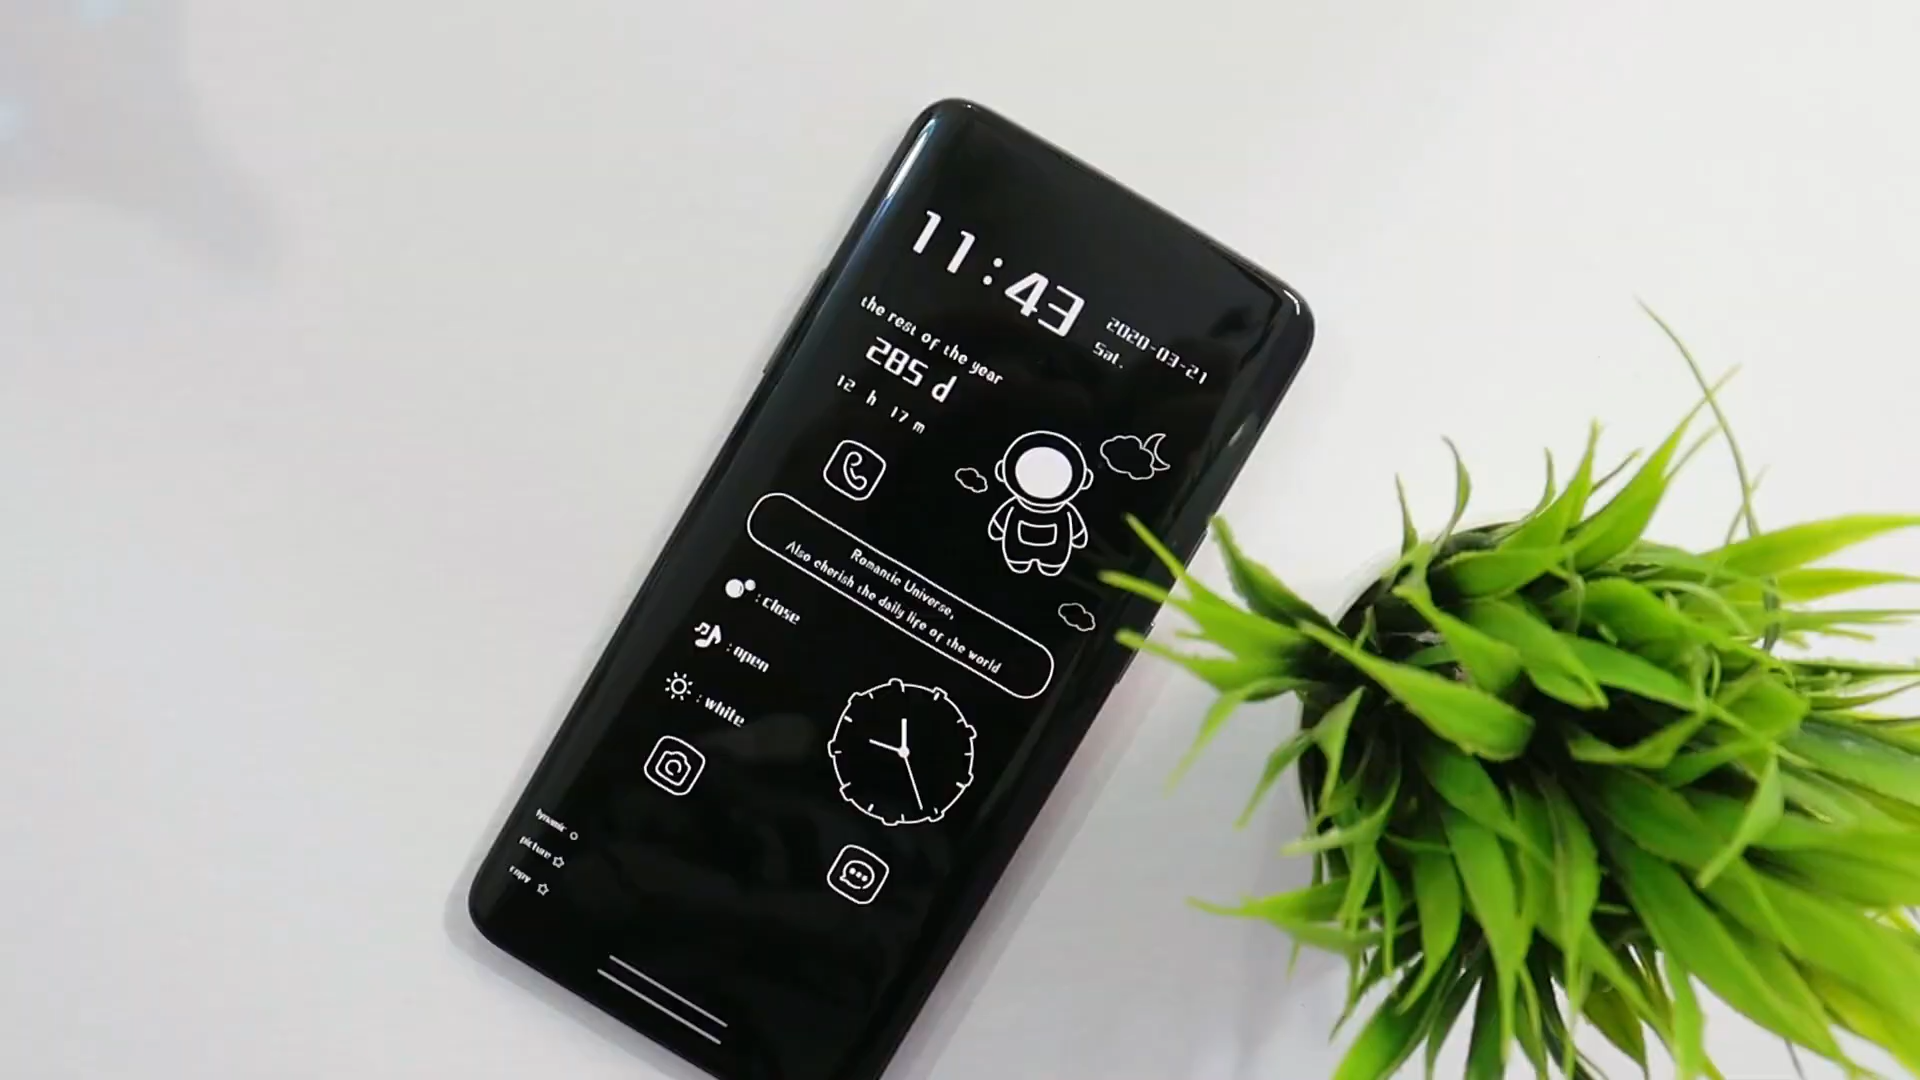 11:43
2020-03-21
Sat.
the rest of the year
285 d
12 h 17 m
Romantic Universe,
Also cherish the daily life of the world
: close
: open
: white
picture